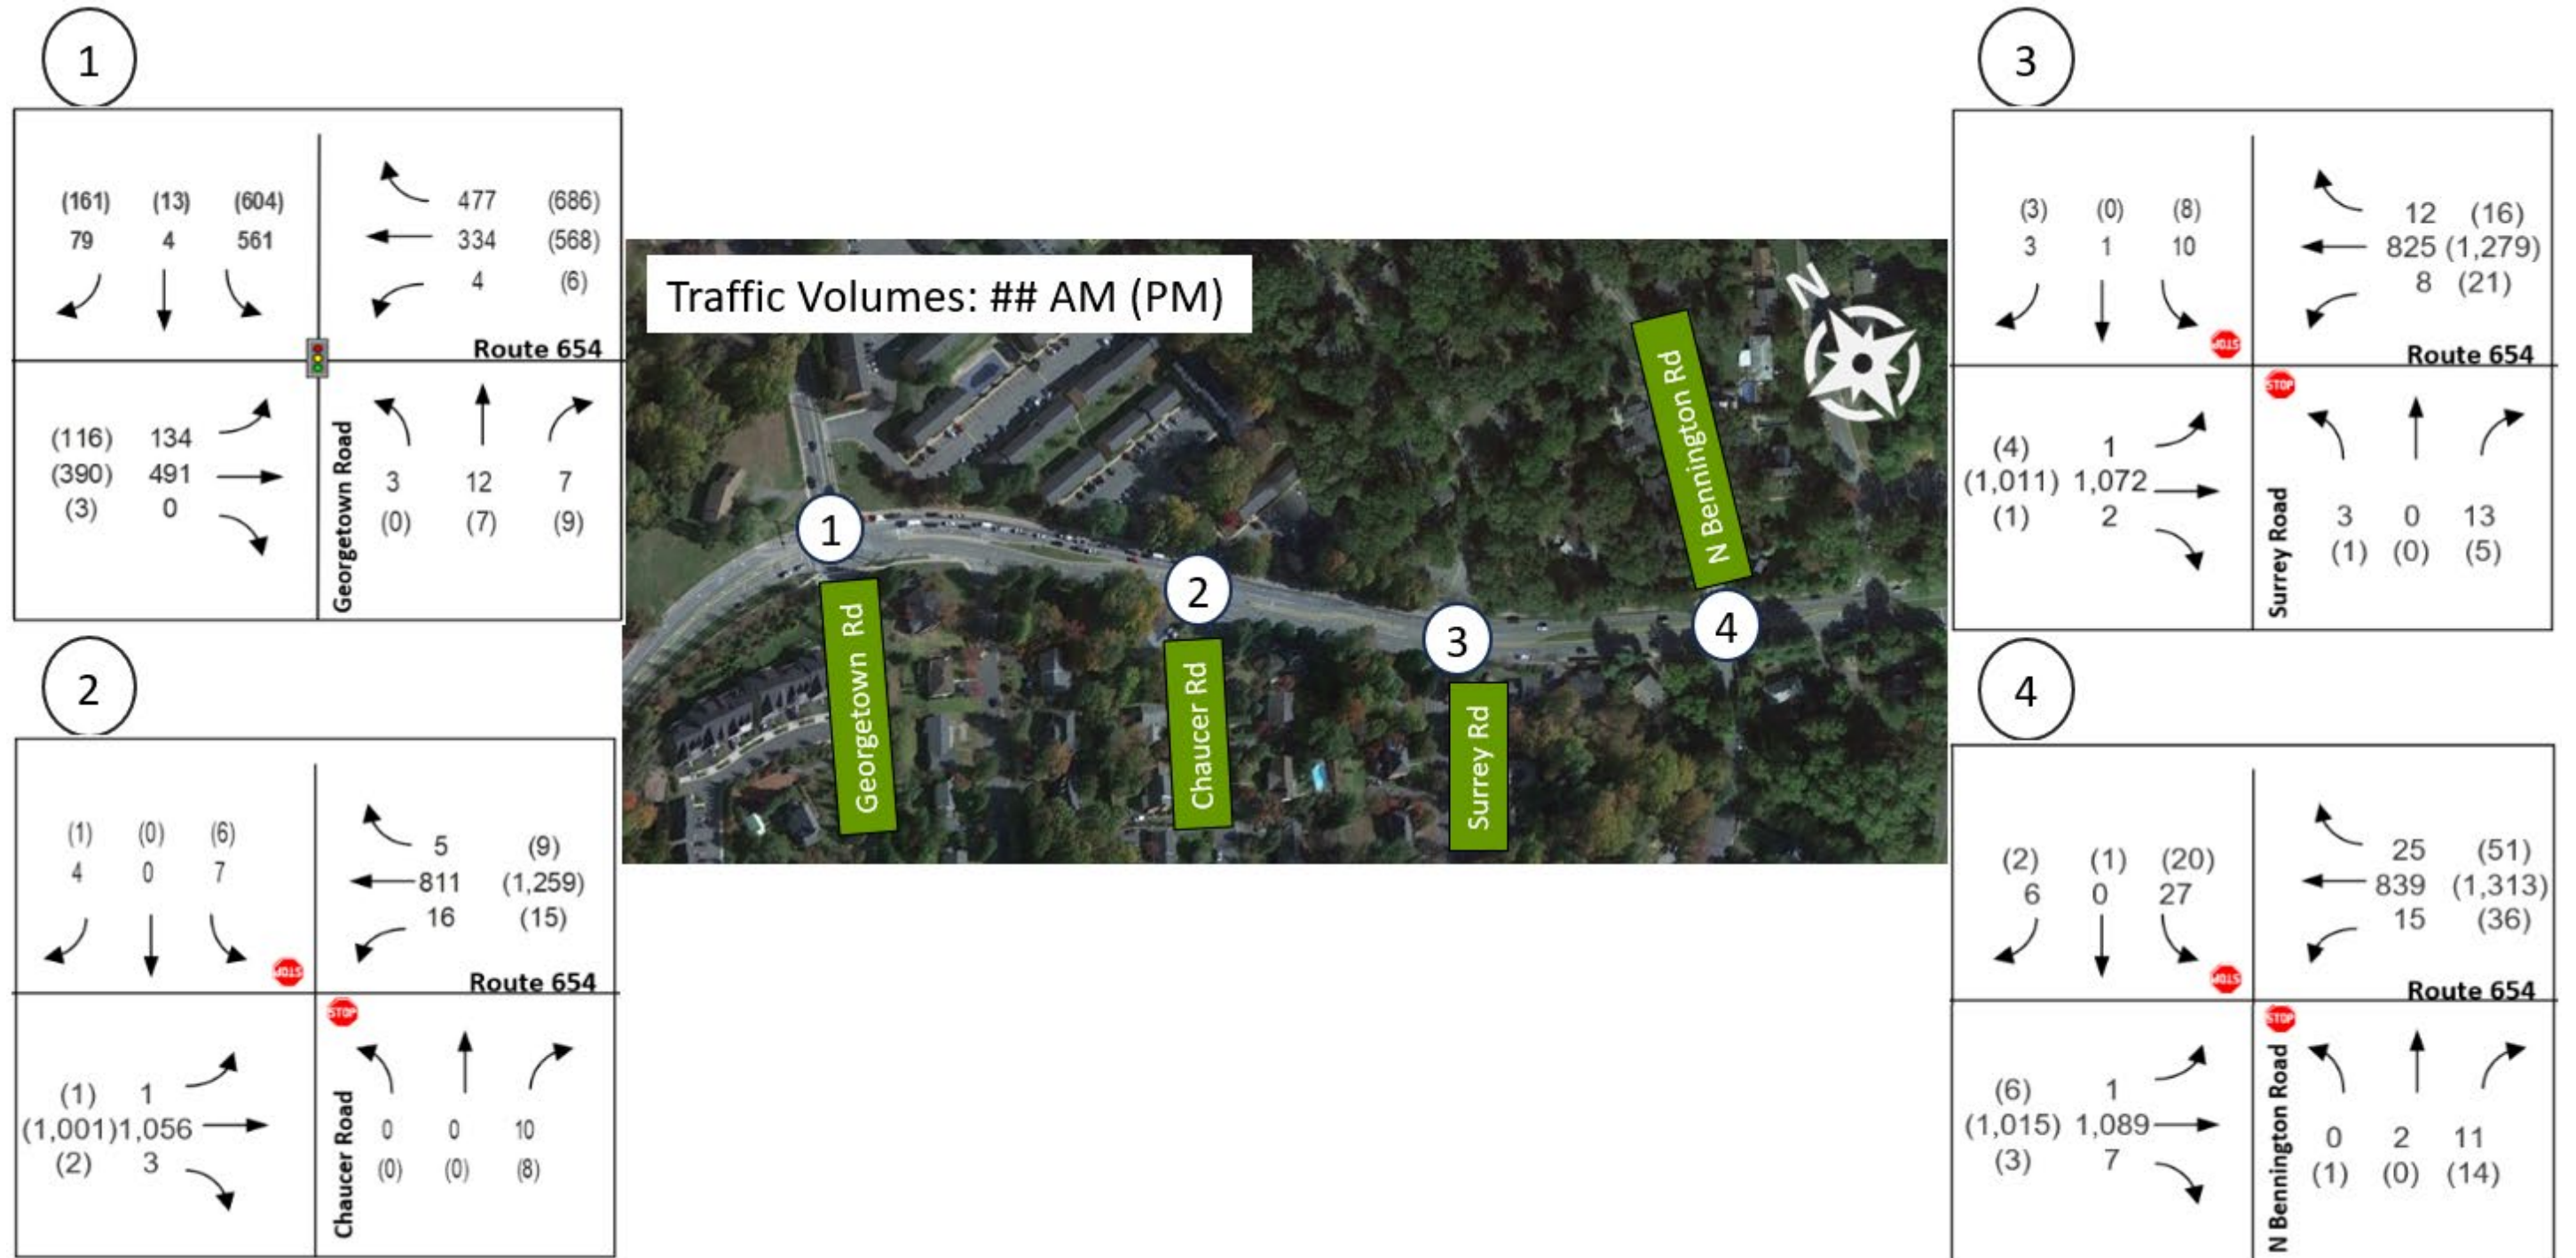 1
(161) (13) (604)
79 4 561
477 (686)
334 (568)
4 (6)
Route 654
(116) 134
(390) 491
(3) 0
Georgetown Road
3 12 7
(0) (7) (9)
2
(1) (0) (6)
4 0 7
5 (9)
811 (1,259)
16 (15)
STOP
Route 654
STOP
(1) 1
(1,001) 1,056
(2) 3
Chaucer Road
0 0 10
(0) (0) (8)
Traffic Volumes: ## AM (PM)
N
N Bennington Rd
1
2
3
4
Georgetown Rd
Chaucer Rd
Surrey Rd
3
(3) (0) (8)
3 1 10
12 (16)
825 (1,279)
8 (21)
STOP
Route 654
STOP
(4) 1
(1,011) 1,072
(1) 2
Surrey Road
3 0 13
(1) (0) (5)
4
(2) (1) (20)
6 0 27
25 (51)
839 (1,313)
15 (36)
STOP
Route 654
STOP
(6) 1
(1,015) 1,089
(3) 7
N Bennington Road
0 2 11
(1) (0) (14)